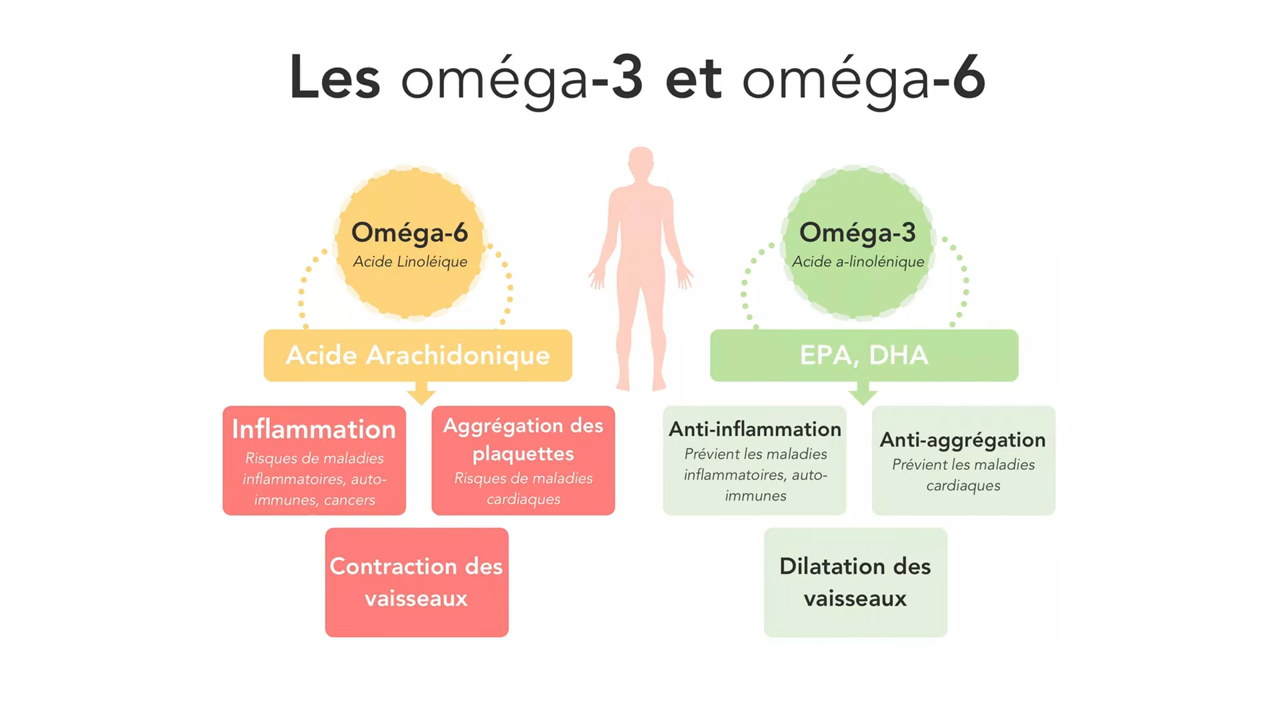 Les oméga-3 et oméga-6
Oméga-6
Acide Linoléique
Acide Arachidonique
Inflammation
Risques de maladies
inflammatoires, auto-
immunes, cancers
Aggrégation des
plaquettes
Risques de maladies
cardiaques
Contraction des
vaisseaux
Oméga-3
Acide a-linolénique
EPA, DHA
Anti-inflammation
Prévient les maladies
inflammatoires, auto-
immunes
Anti-aggrégation
Prévient les maladies
cardiaques
Dilatation des
vaisseaux